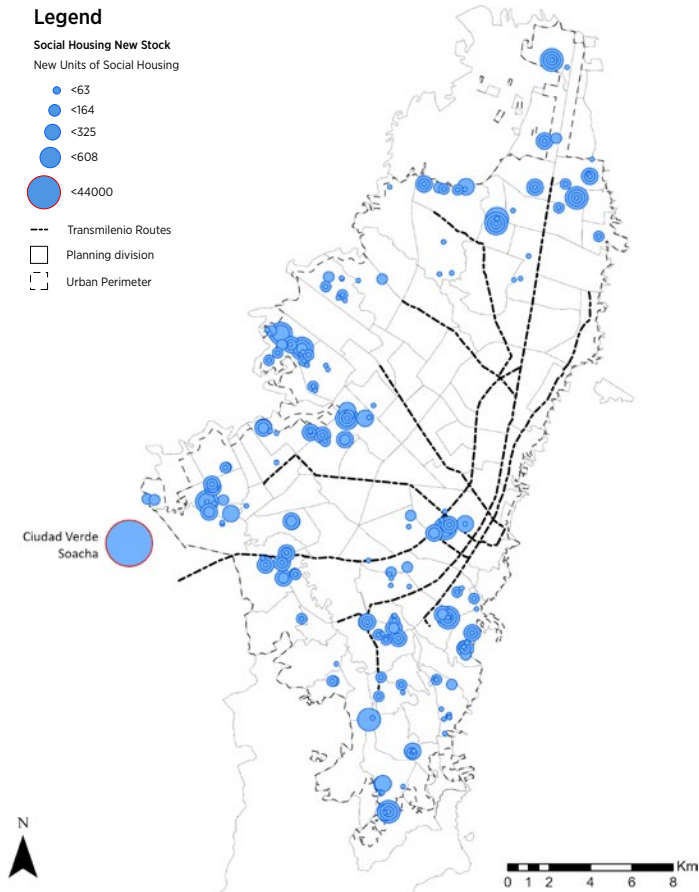 Legend
Social Housing New Stock
New Units of Social Housing
<63
<164
<325
<608
<44000
Transmilenio Routes
Planning division
Urban Perimeter
Ciudad Verde
Soacha
N
Km
0 1 2 4 6 8